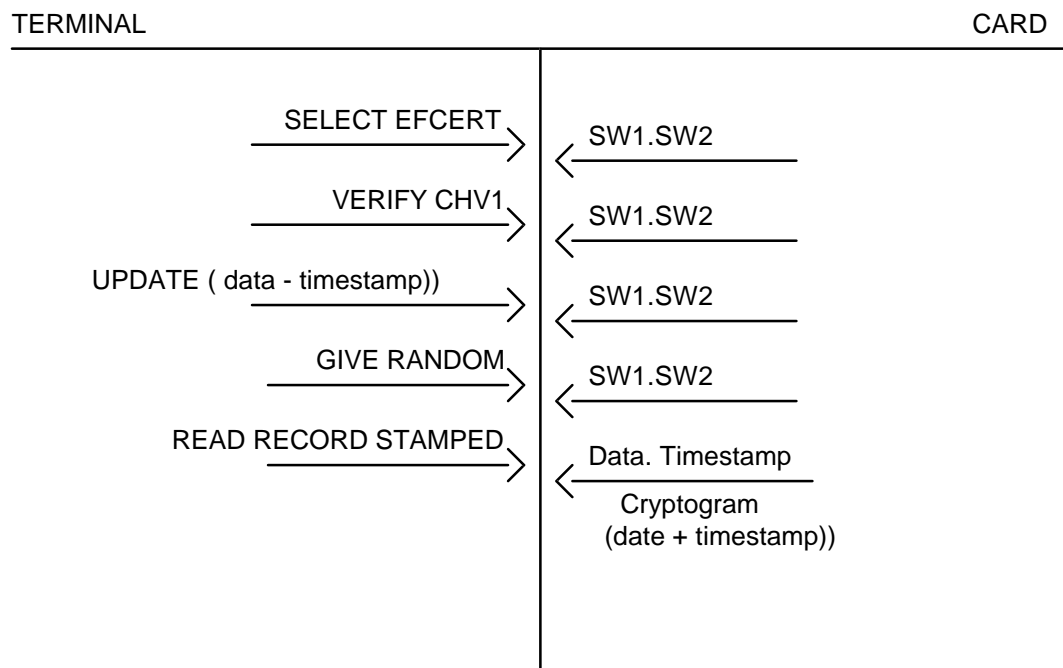 TERMINAL CARD
SELECT EFCERT
SW1.SW2
VERIFY CHV1
SW1.SW2
UPDATE ( data - timestamp))
SW1.SW2
GIVE RANDOM
SW1.SW2
READ RECORD STAMPED
Data. Timestamp
Cryptogram
(date + timestamp))